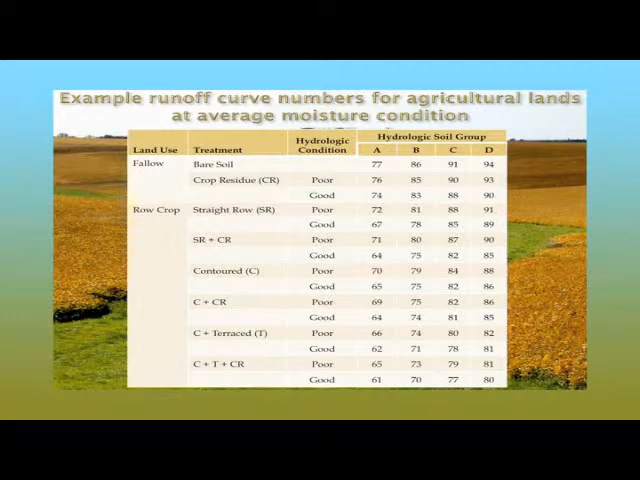 Example runoff curve numbers for agricultural lands
at average moisture condition
Land Use Treatment Hydrologic Condition Hydrologic Soil Group
A B C D
Fallow Bare Soil 77 86 91 94
Crop Residue (CR) Poor 76 85 90 93
Good 74 83 88 90
Row Crop Straight Row (SR) Poor 72 81 88 91
Good 67 78 85 89
SR + CR Poor 71 80 87 90
Good 64 75 82 85
Contoured (C) Poor 70 79 84 88
Good 65 75 82 86
C + CR Poor 69 75 82 86
Good 64 74 81 85
C + Terraced (T) Poor 66 74 80 82
Good 62 71 78 81
C + T + CR Poor 65 73 79 81
Good 61 70 77 80